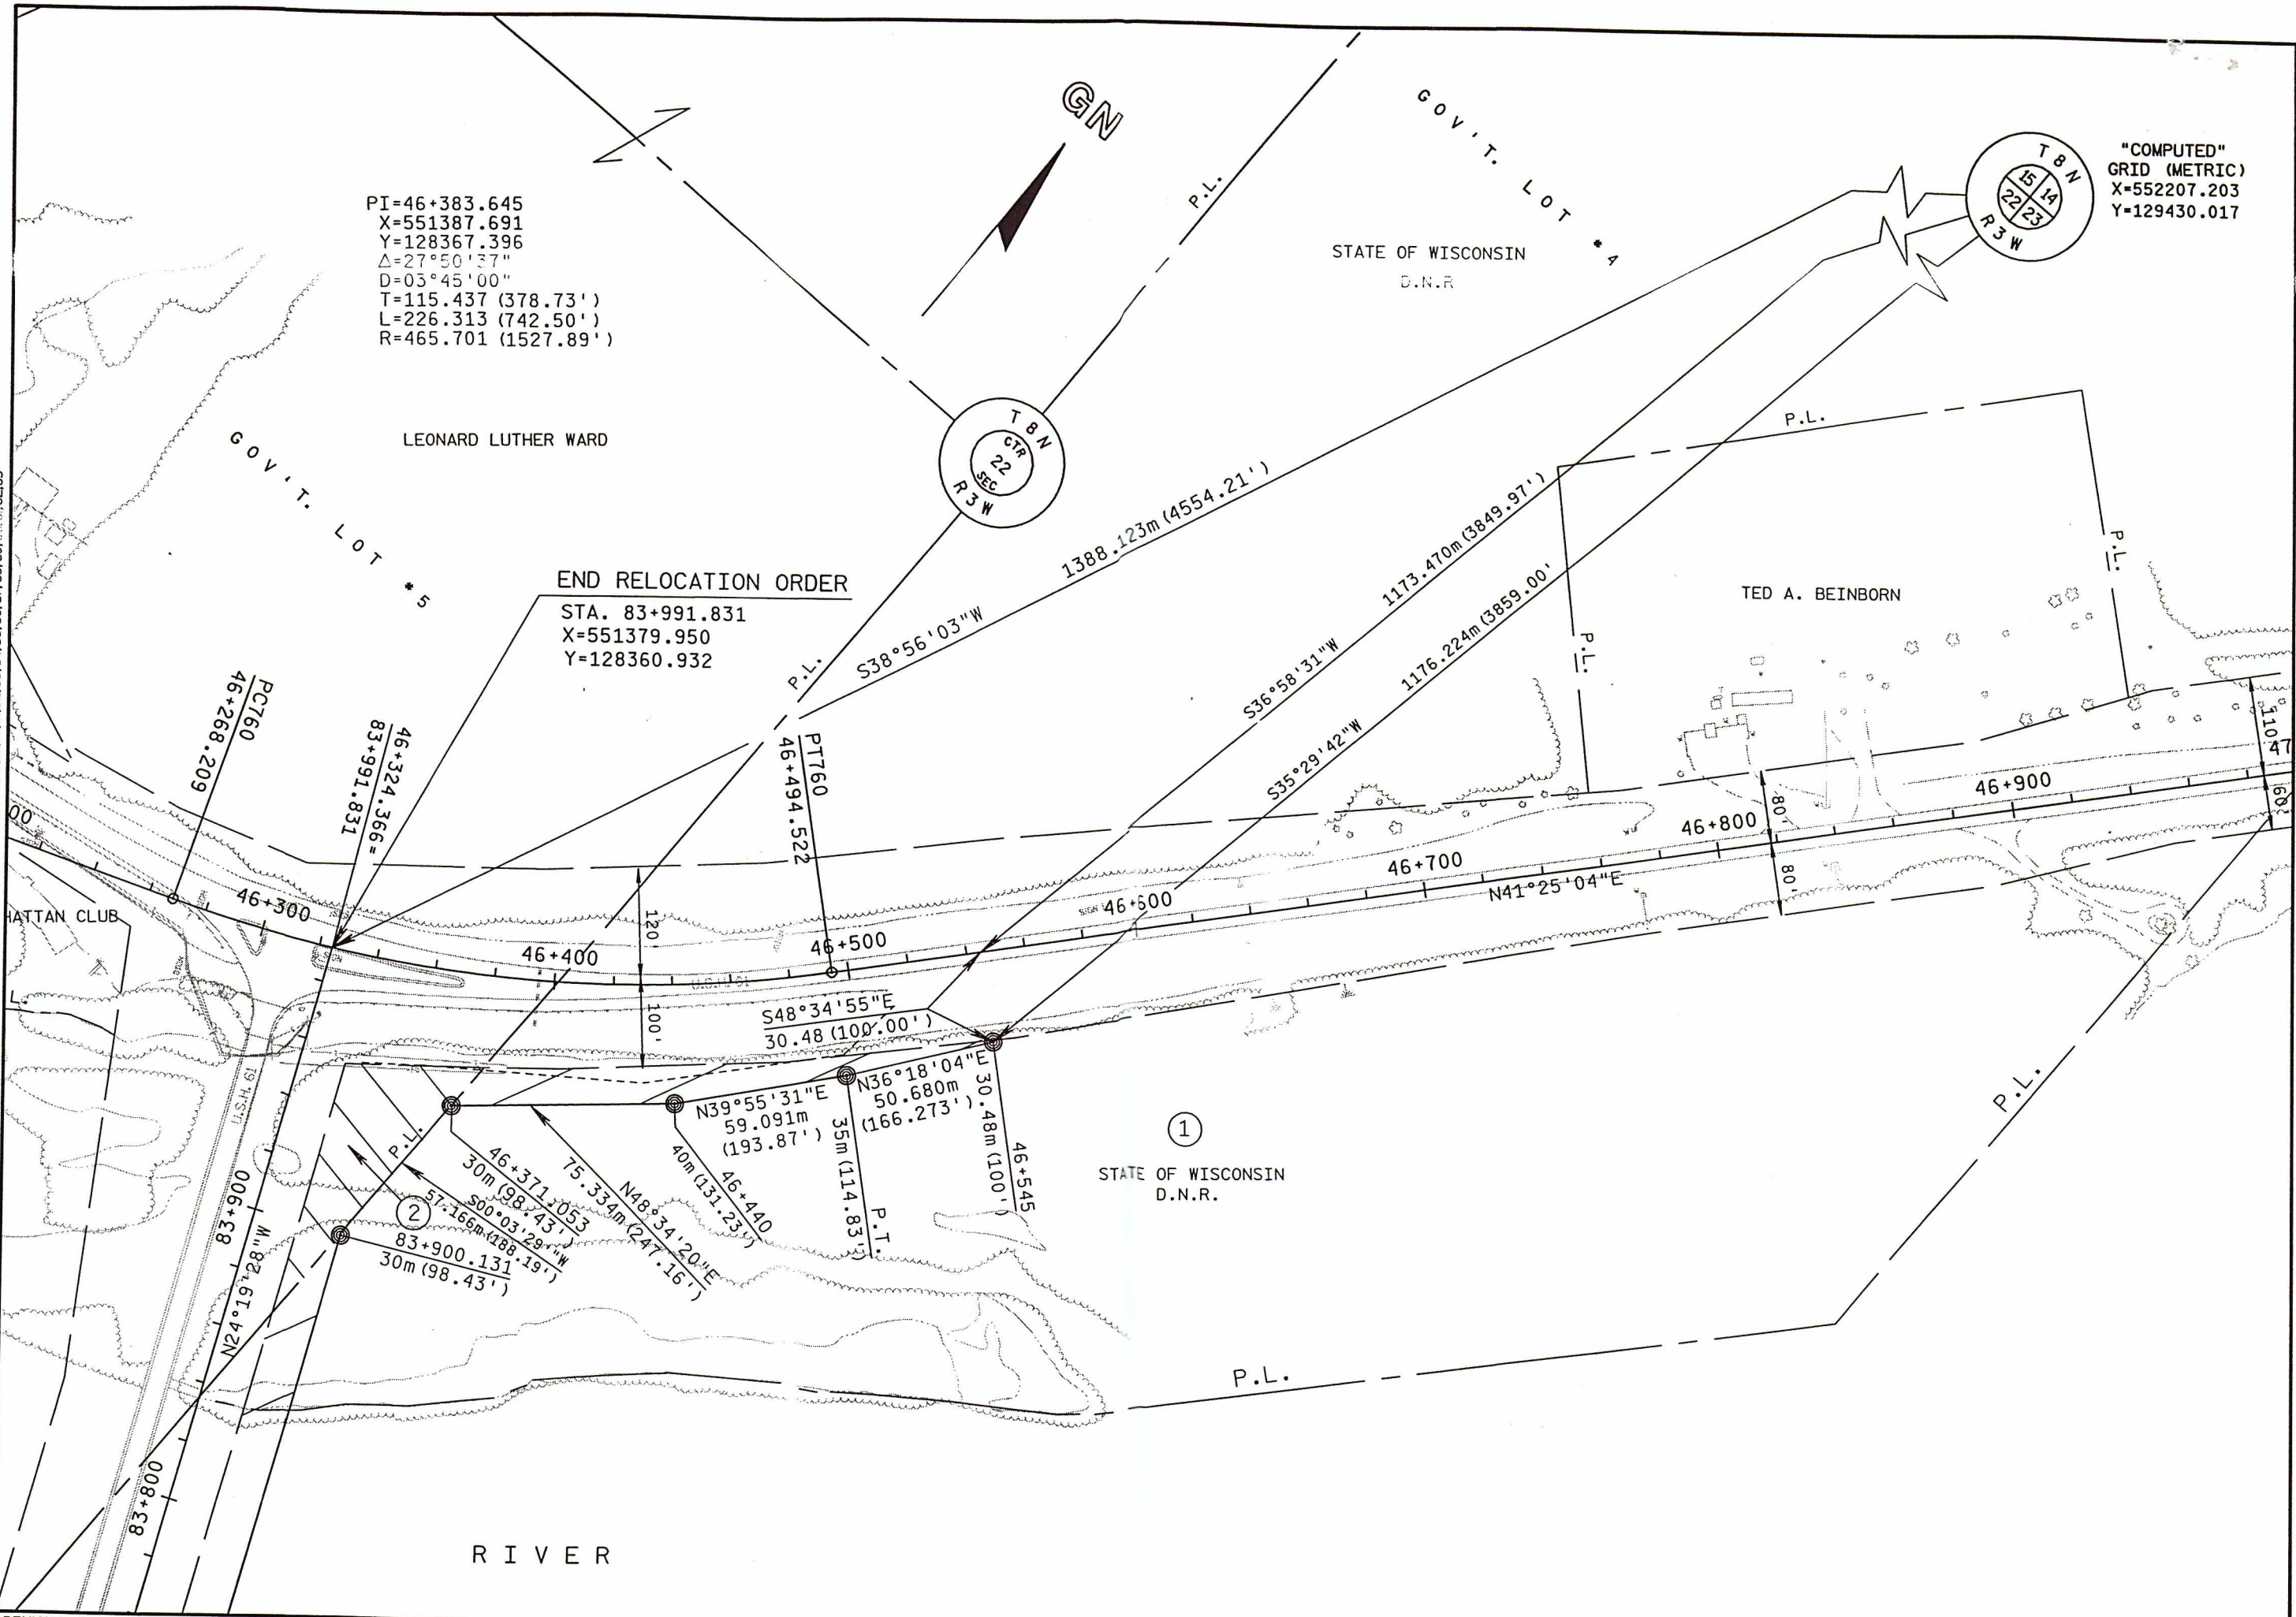 GN
GOV'T. LOT #4
STATE OF WISCONSIN
D.N.R
T8N
15 14
22 23
R3W
"COMPUTED"
GRID (METRIC)
X=552207.203
Y=129430.017
PI=46+383.645
X=551387.691
Y=128367.396
Δ=27°50'37"
D=03°45'00"
T=115.437 (378.73')
L=226.313 (742.50')
R=465.701 (1527.89')
P.L.
LEONARD LUTHER WARD
GOV'T. LOT #5
T8N
CTR
22
SEC
R3W
END RELOCATION ORDER
STA. 83+991.831
X=551379.950
Y=128360.932
P.L.
S38°56'03"W
1388.123m (4554.21')
S36°58'31"W
1173.470m (3849.97')
S35°29'42"W
1176.224m (3859.00'
P.L.
P.L.
P.L.
TED A. BEINBORN
PC760
46+268.209
46+324.366=
83+991.831
PT760
46+494.522
00
46+300
46+400
46+500
46+600
46+700
46+800
46+900
47
N41°25'04"E
SIGN
120'
100'
80'
80'
110'
60'
HATTAN CLUB
U.S.H. 61
S48°34'55"E
30.48 (100.00')
N39°55'31"E
59.091m
(193.87')
N36°18'04"E
50.680m
(166.273')
30.48m (100')
46+545
35m (114.83')
P.T.
40m (131.23')
46+440
N48°34'20"E
75.334m (247.16')
46+371.053
30m (98.43')
S00°03'29"W
57.166m (188.19')
83+900.131
30m (98.43')
P.L.
2
1
STATE OF WISCONSIN
D.N.R.
83+900
N24°19'28"W
83+800
P.L.
P.L.
RIVER